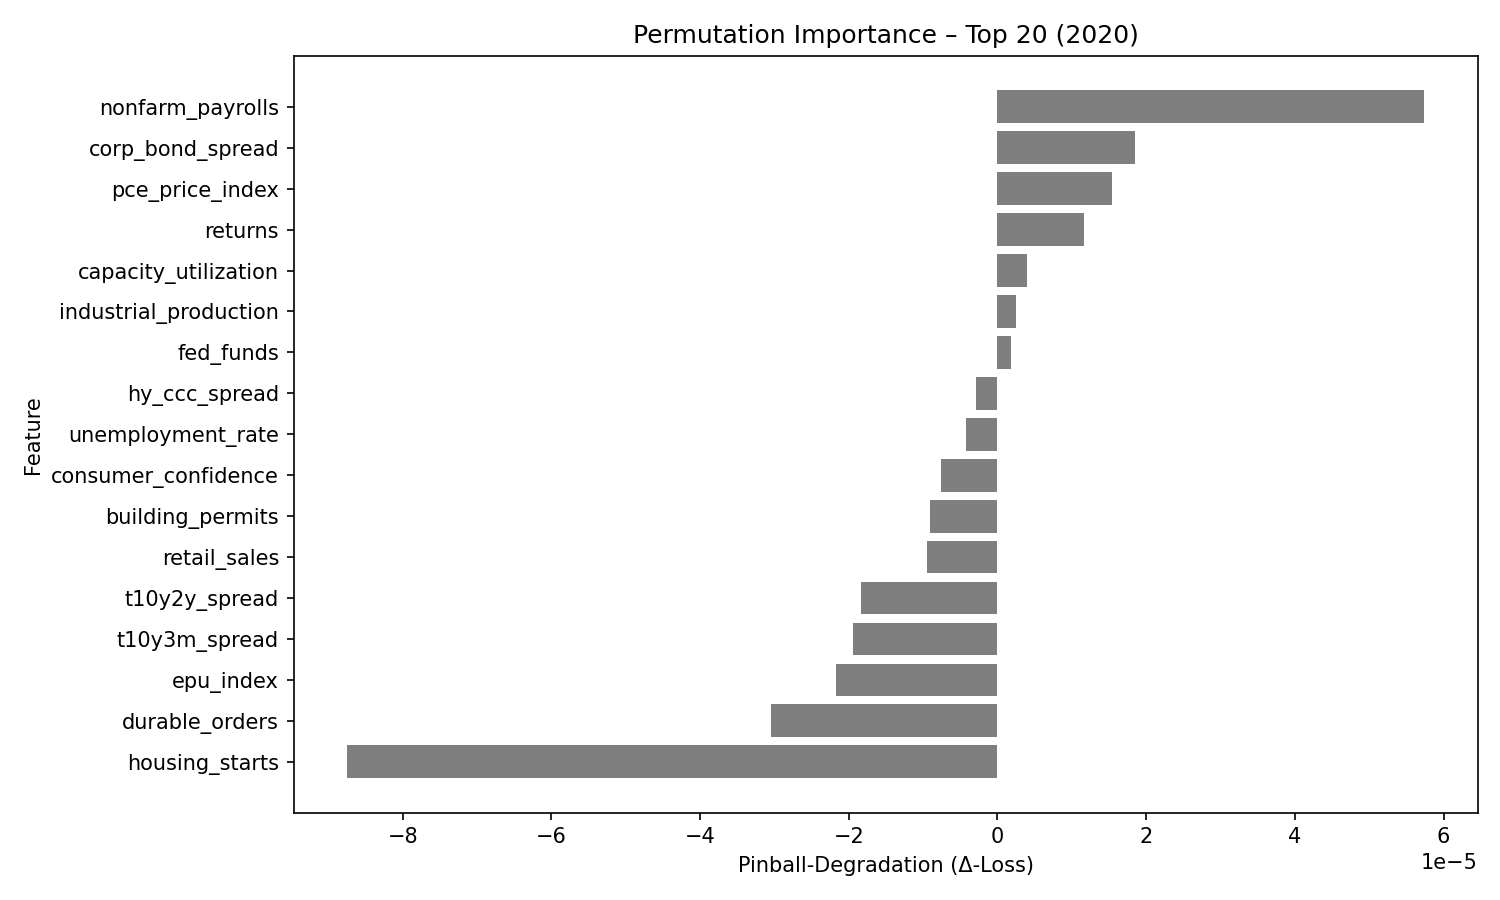 Permutation Importance – Top 20 (2020)
Feature
nonfarm_payrolls
corp_bond_spread
pce_price_index
returns
capacity_utilization
industrial_production
fed_funds
hy_ccc_spread
unemployment_rate
consumer_confidence
building_permits
retail_sales
t10y2y_spread
t10y3m_spread
epu_index
durable_orders
housing_starts
−8 −6 −4 −2 0 2 4 6
1e−5
Pinball-Degradation (Δ-Loss)